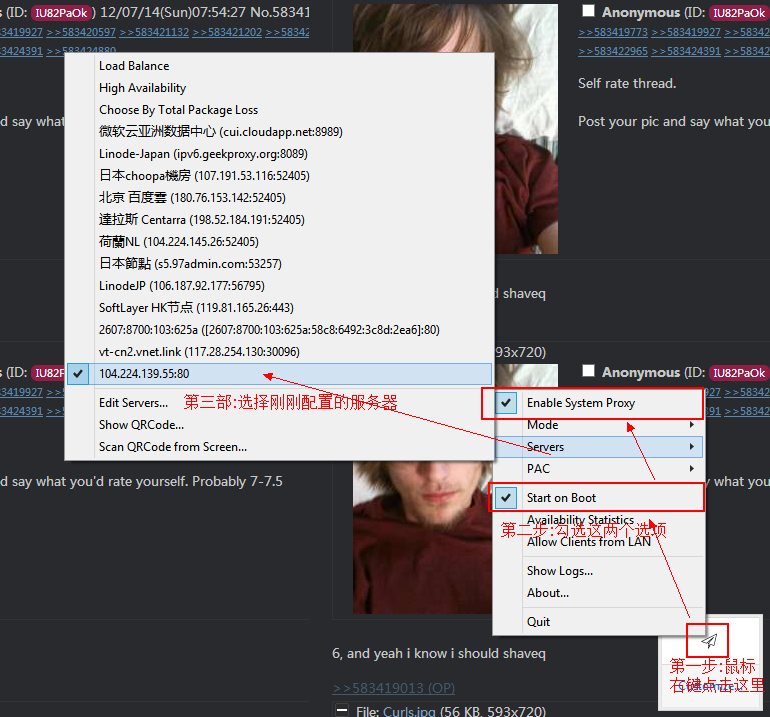 (ID: IU82PaOk) 12/07/14(Sun)07:54:27 No.58341
3419927 >>583420597 >>583421132 >>583421202 >>5834
3424391 >>583424880
d say what
Anonymous (ID: IU82PaOk
>>583419773 >>583419927 >>58342
>>583422965 >>583424391 >>58342
Self rate thread.
Post your pic and say what you
Load Balance
High Availability
Choose By Total Package Loss
微软云亚洲数据中心 (cui.cloudapp.net:8989)
Linode-Japan (ipv6.geekproxy.org:8089)
日本choopa機房 (107.191.53.116:52405)
北京 百度雲 (180.76.153.142:52405)
達拉斯 Centarra (198.52.184.191:52405)
荷蘭NL (104.224.145.26:52405)
日本節點 (s5.97admin.com:53257)
LinodeJP (106.187.92.177:56795)
SoftLayer HK节点 (119.81.165.26:443)
2607:8700:103:625a ([2607:8700:103:625a:58c8:6492:3c8d:2ea6]:80)
vt-cn2.vnet.link (117.28.254.130:30096)
104.224.139.55:80
Edit Servers...
Show QRCode...
Scan QRCode from Screen...
第三部:选择刚刚配置的服务器
d shaveq
93x720)
(ID: IU82P
3419927
3424391
d say what you'd rate yourself. Probably 7-7.5
Anonymous (ID: IU82PaOk
>>583419927 >>58342
>>583424391 >>58342
y what you
Enable System Proxy
Mode
Servers
PAC
Start on Boot
Availability Statistics
第二步:勾选这两个选项
Allow Clients from LAN
Show Logs...
About...
Quit
第一步:鼠标
右键点击这里
6, and yeah i know i should shaveq
>>583419013 (OP)
File: Curls.jpg (56 KB, 593x720)